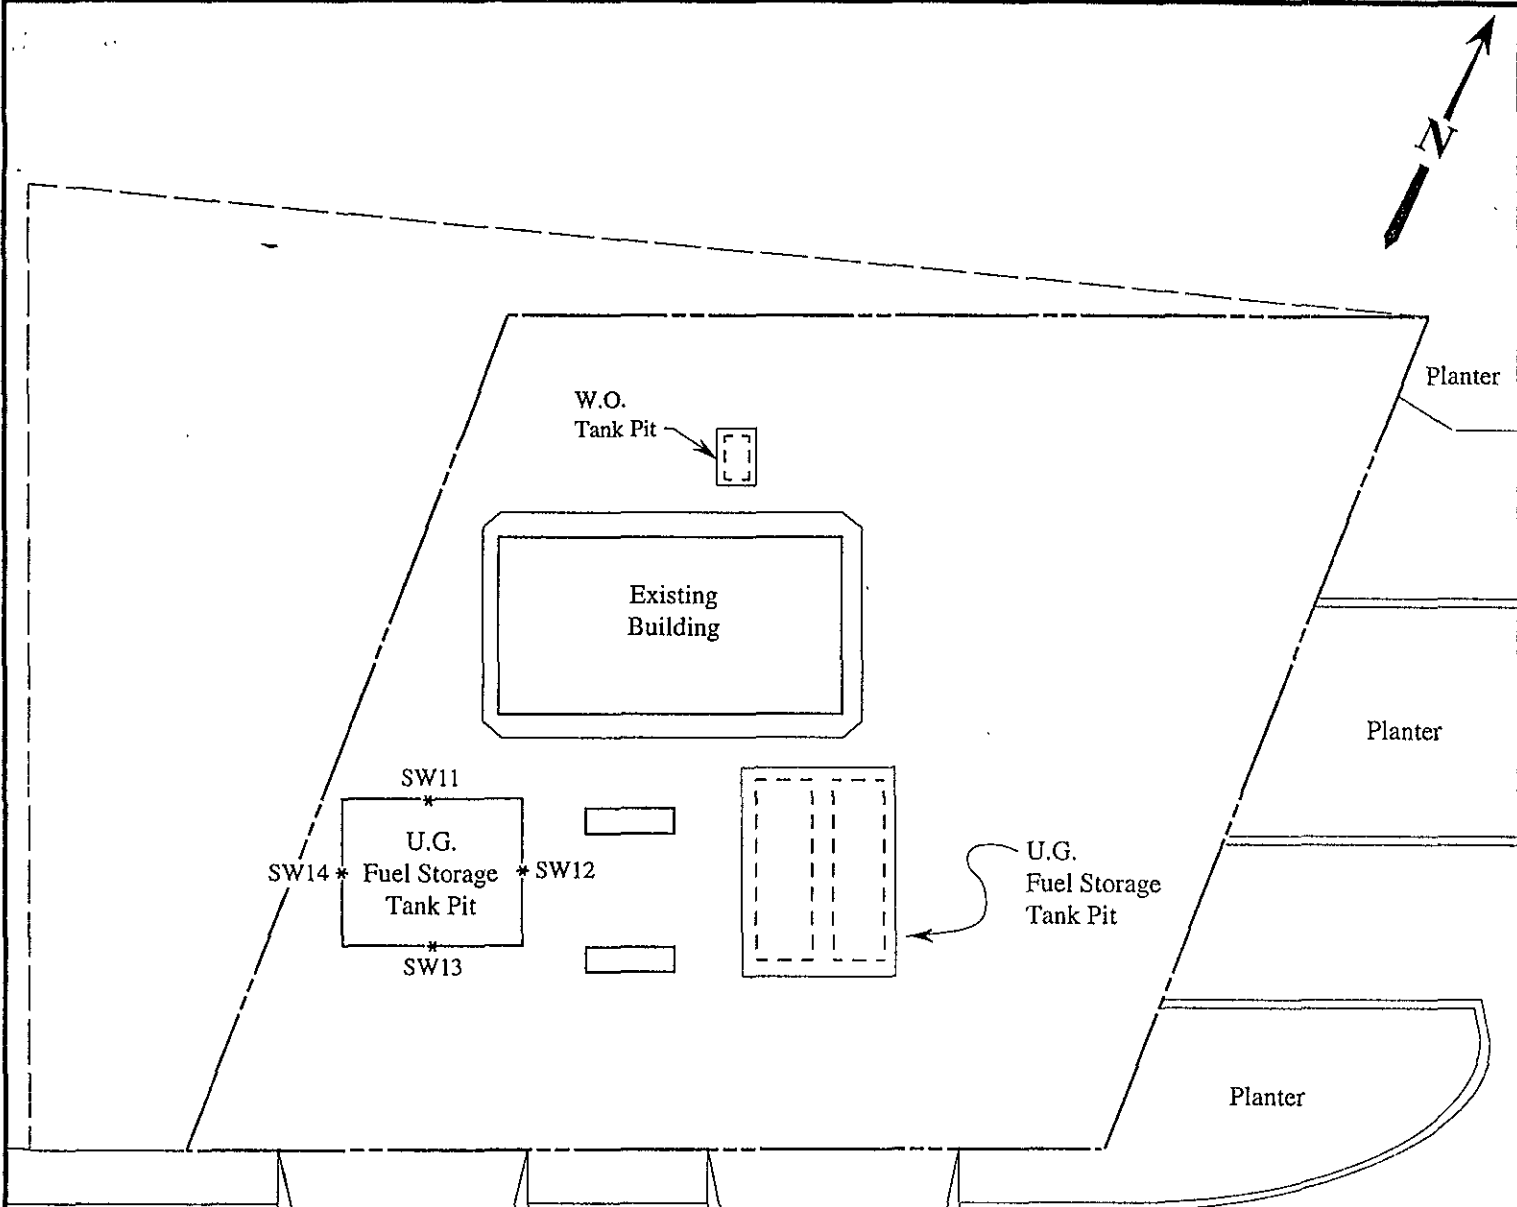 N
Planter
W.O.
Tank Pit
Existing
Building
Planter
SW11
U.G.
Fuel Storage
Tank Pit
SW14
SW12
SW13
U.G.
Fuel Storage
Tank Pit
Planter